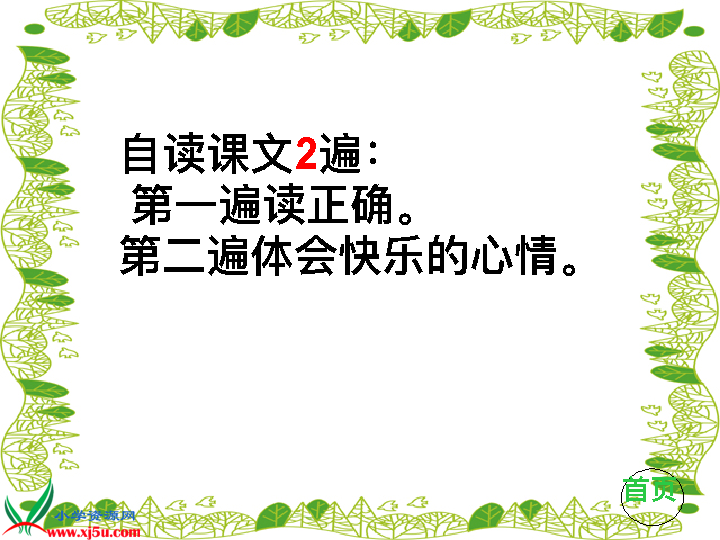 自读课文2遍：
第一遍读正确。
第二遍体会快乐的心情。
首页
小学资源网
www.xj5u.com